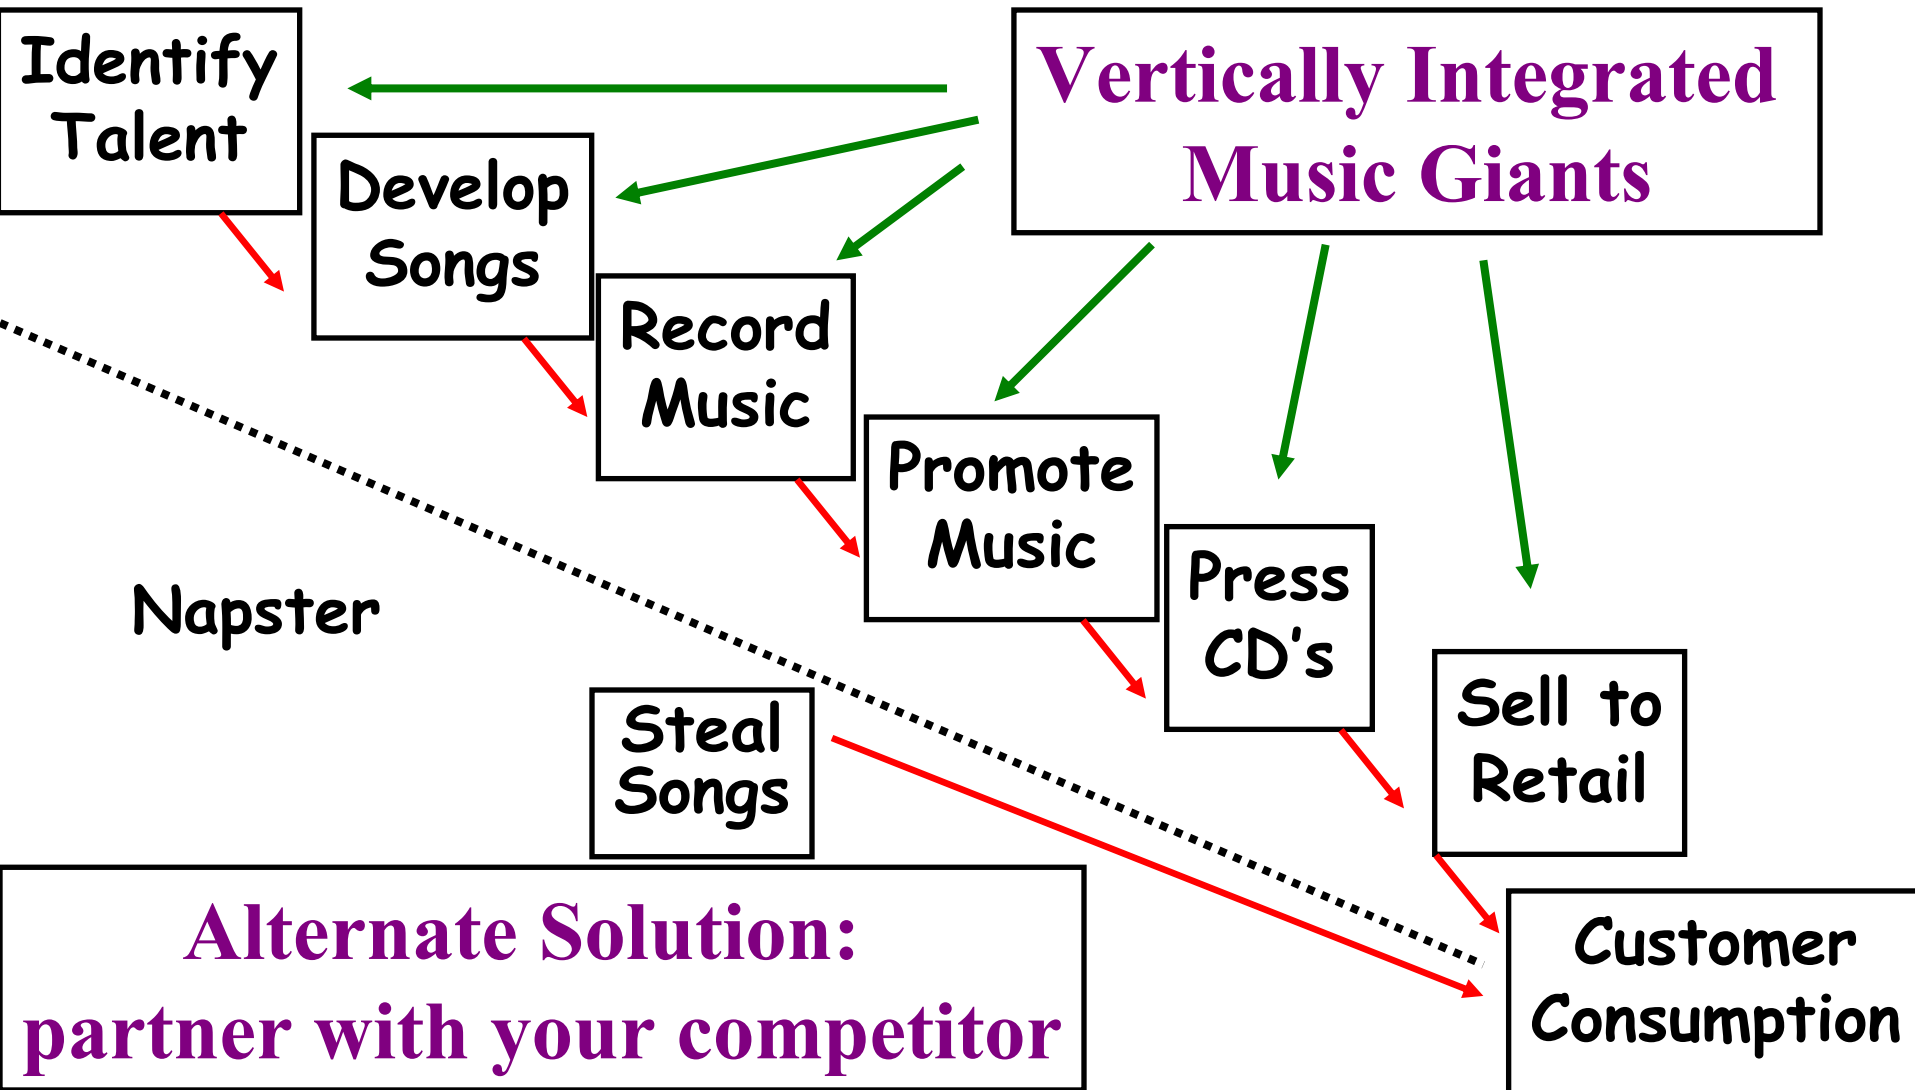 Identify
Talent
Vertically Integrated
Music Giants
Develop
Songs
Record
Music
Promote
Music
Press
CD's
Sell to
Retail
Napster
Steal
Songs
Alternate Solution:
partner with your competitor
Customer
Consumption